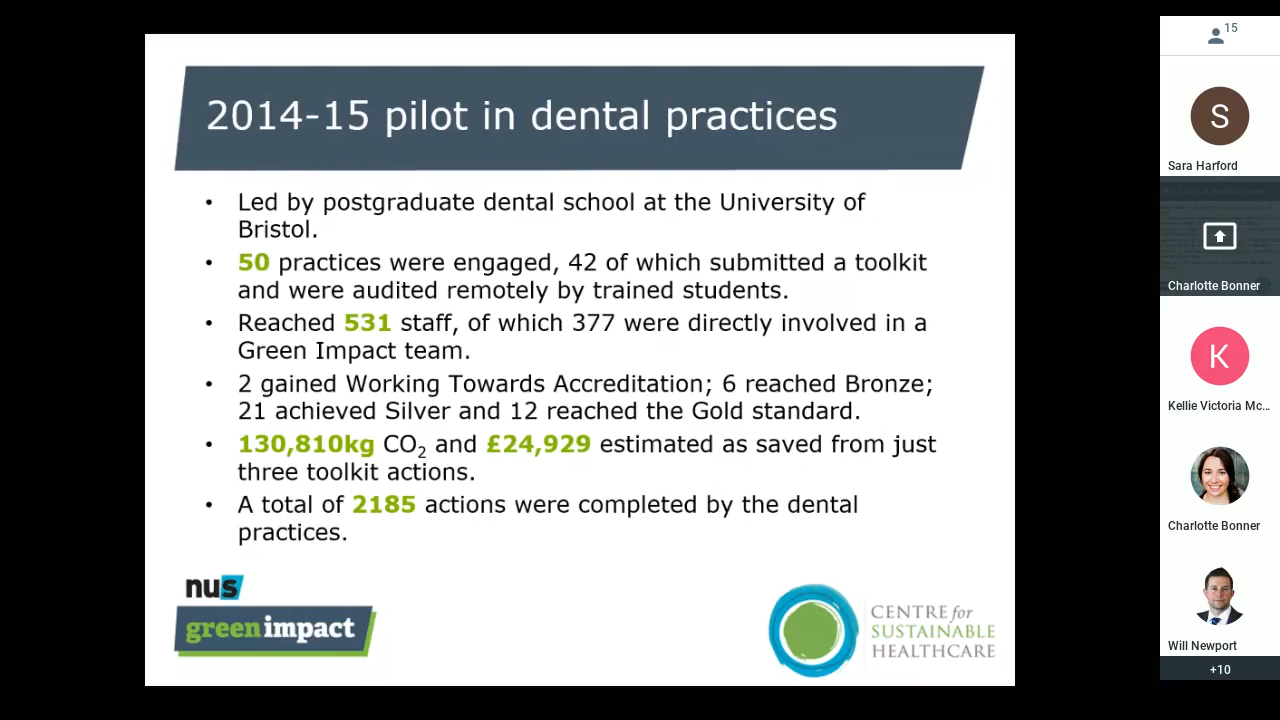 2014-15 pilot in dental practices
• Led by postgraduate dental school at the University of
Bristol.
• 50 practices were engaged, 42 of which submitted a toolkit
and were audited remotely by trained students.
• Reached 531 staff, of which 377 were directly involved in a
Green Impact team.
• 2 gained Working Towards Accreditation; 6 reached Bronze;
21 achieved Silver and 12 reached the Gold standard.
• 130,810kg CO₂ and £24,929 estimated as saved from just
three toolkit actions.
• A total of 2185 actions were completed by the dental
practices.
nus
greenimpact
CENTRE for
SUSTAINABLE
HEALTHCARE
15
S
Sara Harford
Charlotte Bonner
K
Kellie Victoria Mc...
Charlotte Bonner
Will Newport
+10